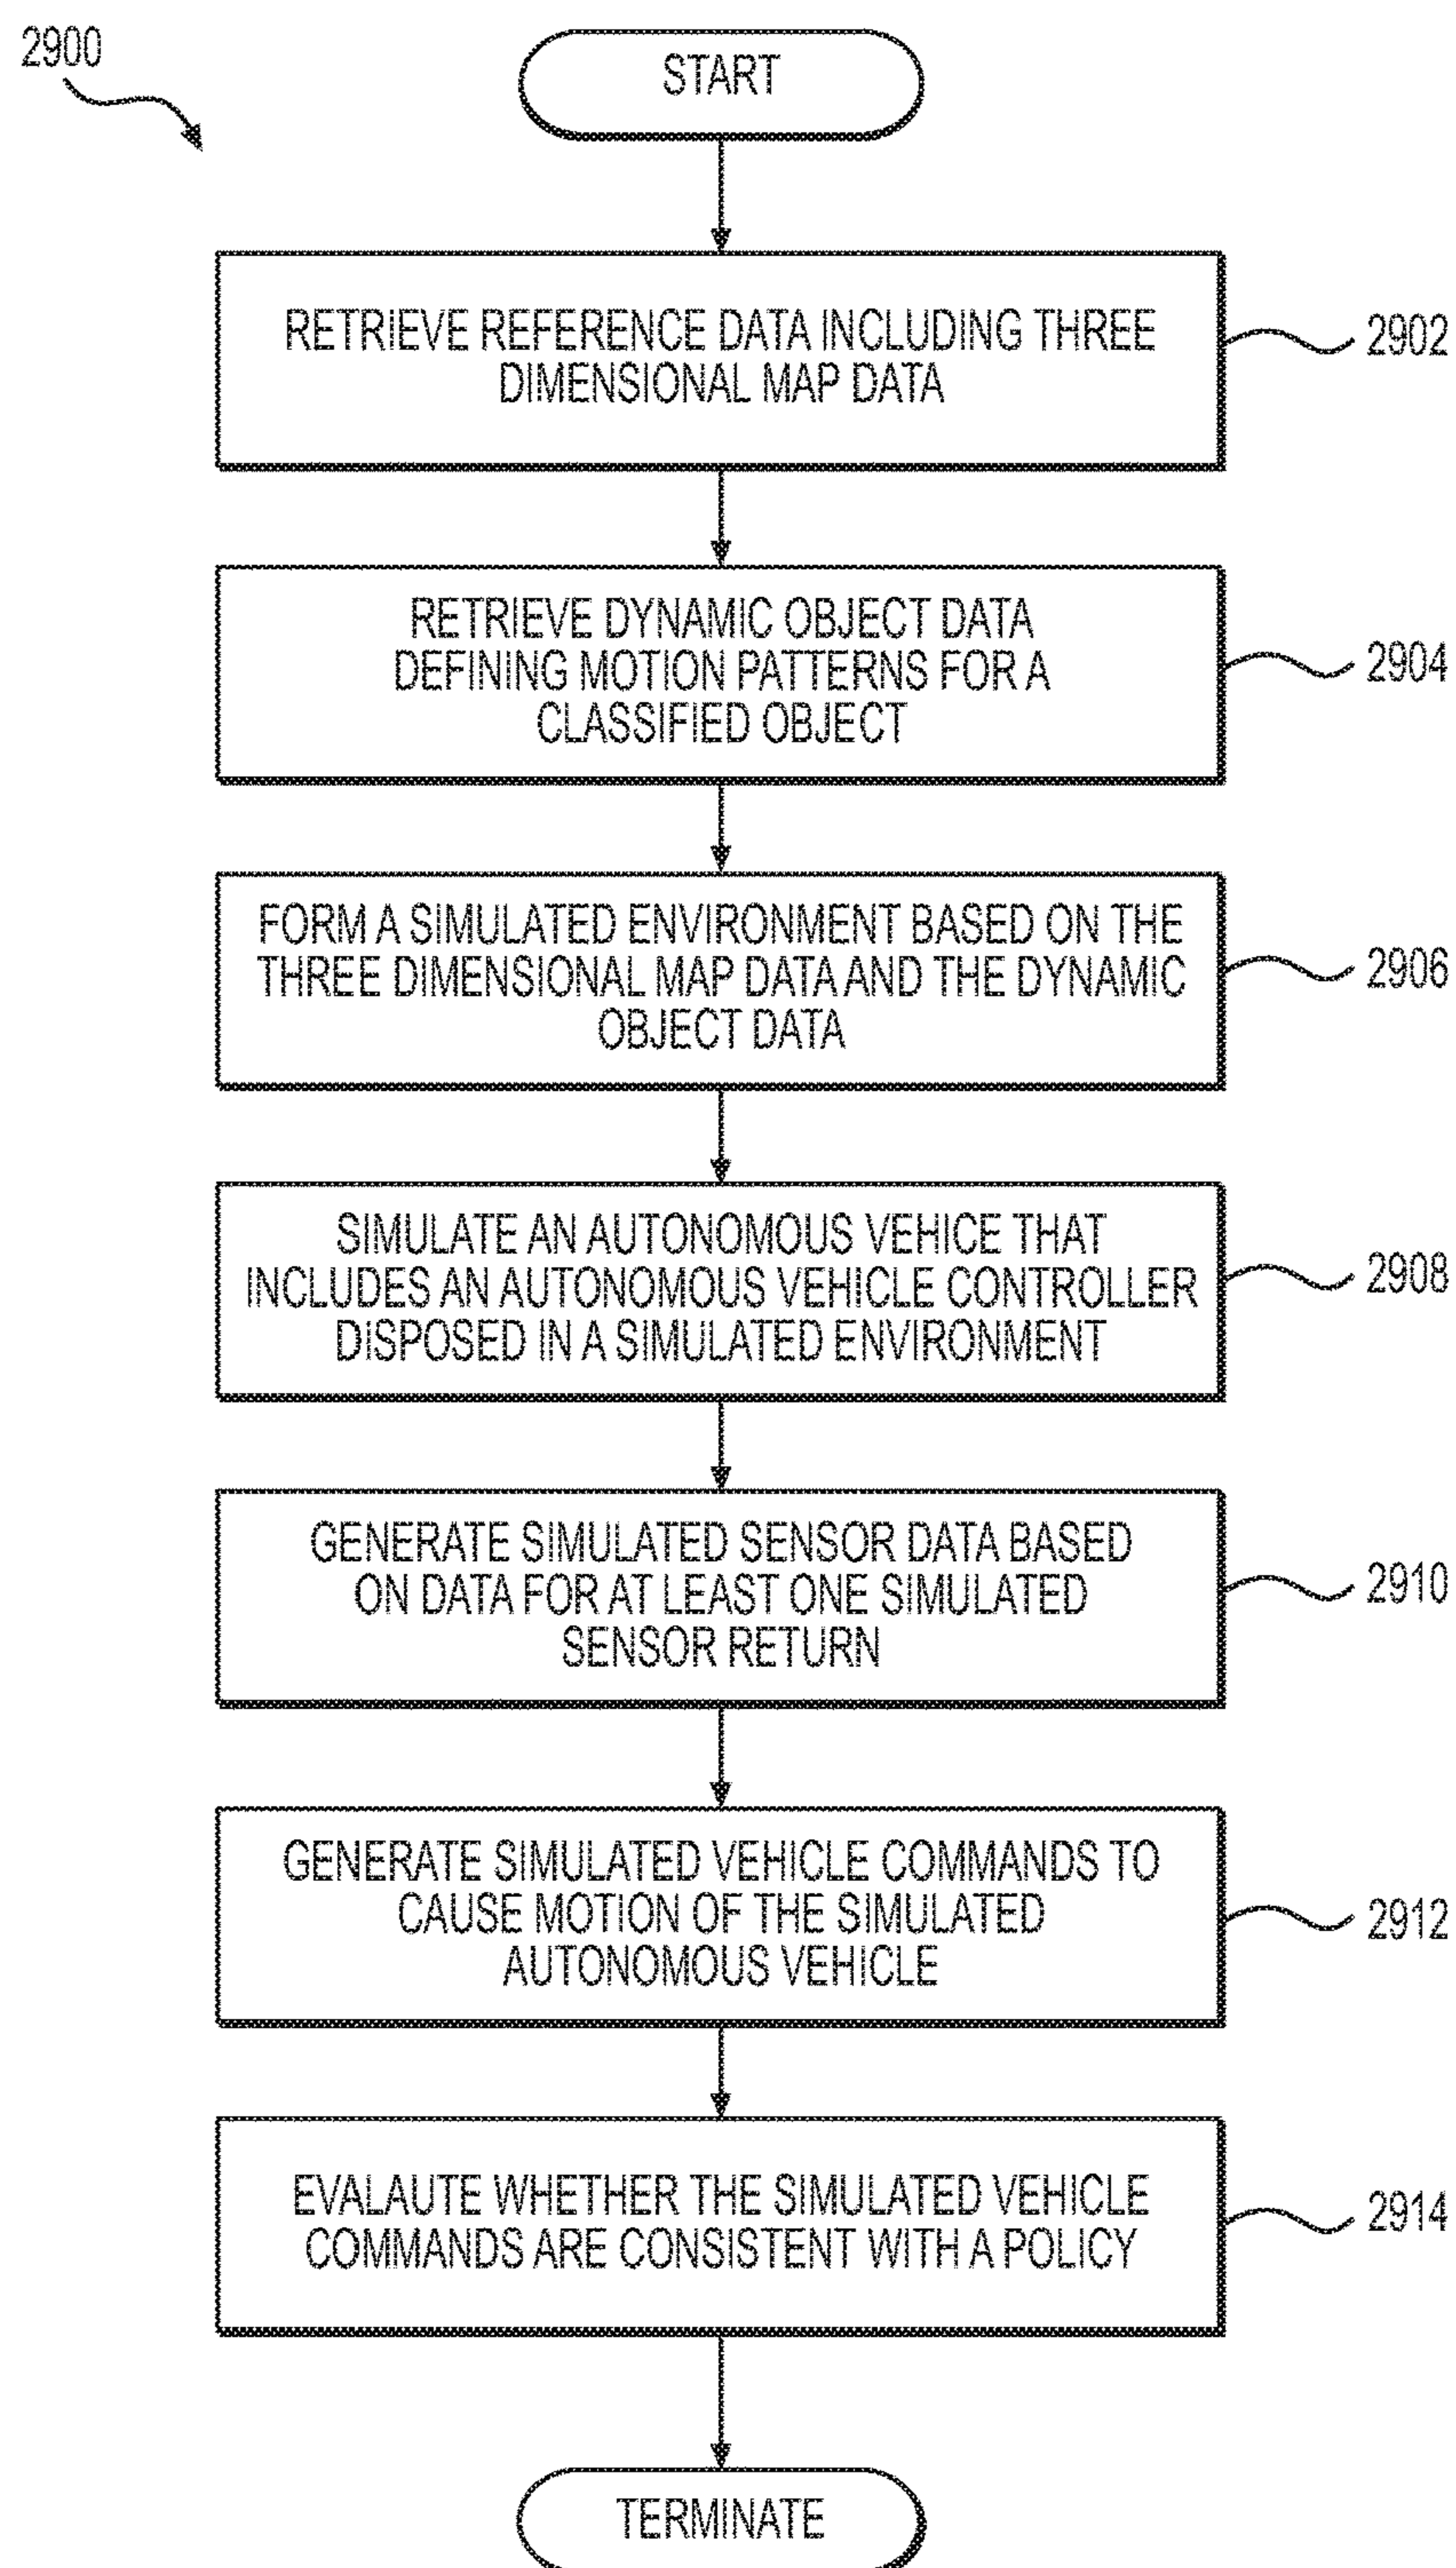 2900
START
RETRIEVE REFERENCE DATA INCLUDING THREE
DIMENSIONAL MAP DATA
2902
RETRIEVE DYNAMIC OBJECT DATA
DEFINING MOTION PATTERNS FOR A
CLASSIFIED OBJECT
2904
FORM A SIMULATED ENVIRONMENT BASED ON THE
THREE DIMENSIONAL MAP DATA AND THE DYNAMIC
OBJECT DATA
2906
SIMULATE AN AUTONOMOUS VEHICE THAT
INCLUDES AN AUTONOMOUS VEHICLE CONTROLLER
DISPOSED IN A SIMULATED ENVIRONMENT
2908
GENERATE SIMULATED SENSOR DATA BASED
ON DATA FOR AT LEAST ONE SIMULATED
SENSOR RETURN
2910
GENERATE SIMULATED VEHICLE COMMANDS TO
CAUSE MOTION OF THE SIMULATED
AUTONOMOUS VEHICLE
2912
EVALAUTE WHETHER THE SIMULATED VEHICLE
COMMANDS ARE CONSISTENT WITH A POLICY
2914
TERMINATE